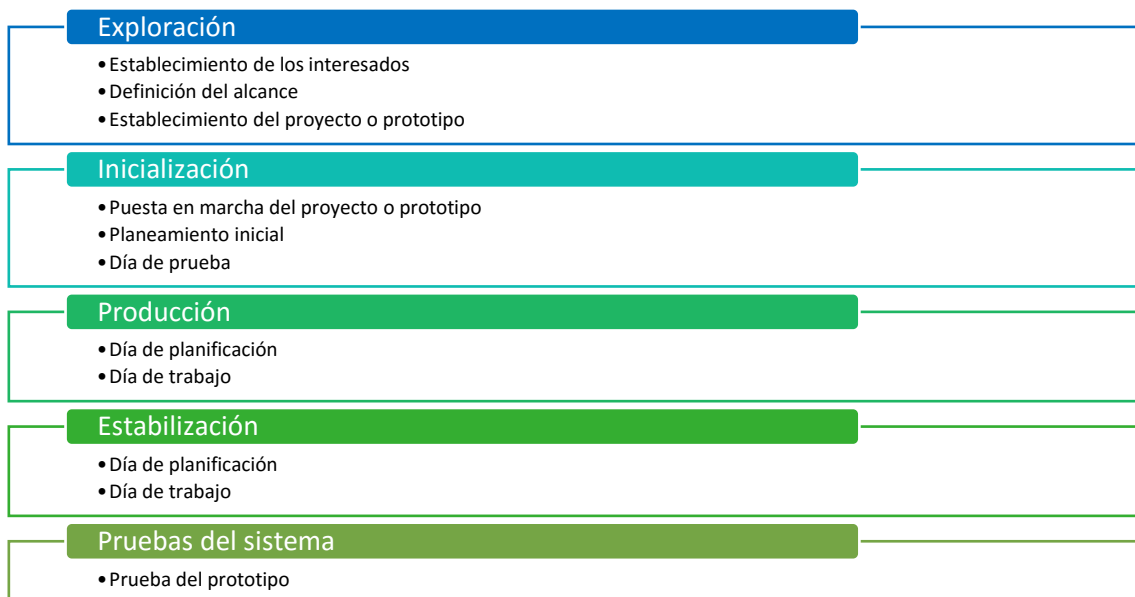 Exploración
•Establecimiento de los interesados
•Definición del alcance
•Establecimiento del proyecto o prototipo
Inicialización
•Puesta en marcha del proyecto o prototipo
•Planeamiento inicial
•Día de prueba
Producción
•Día de planificación
•Día de trabajo
Estabilización
•Día de planificación
•Día de trabajo
Pruebas del sistema
•Prueba del prototipo